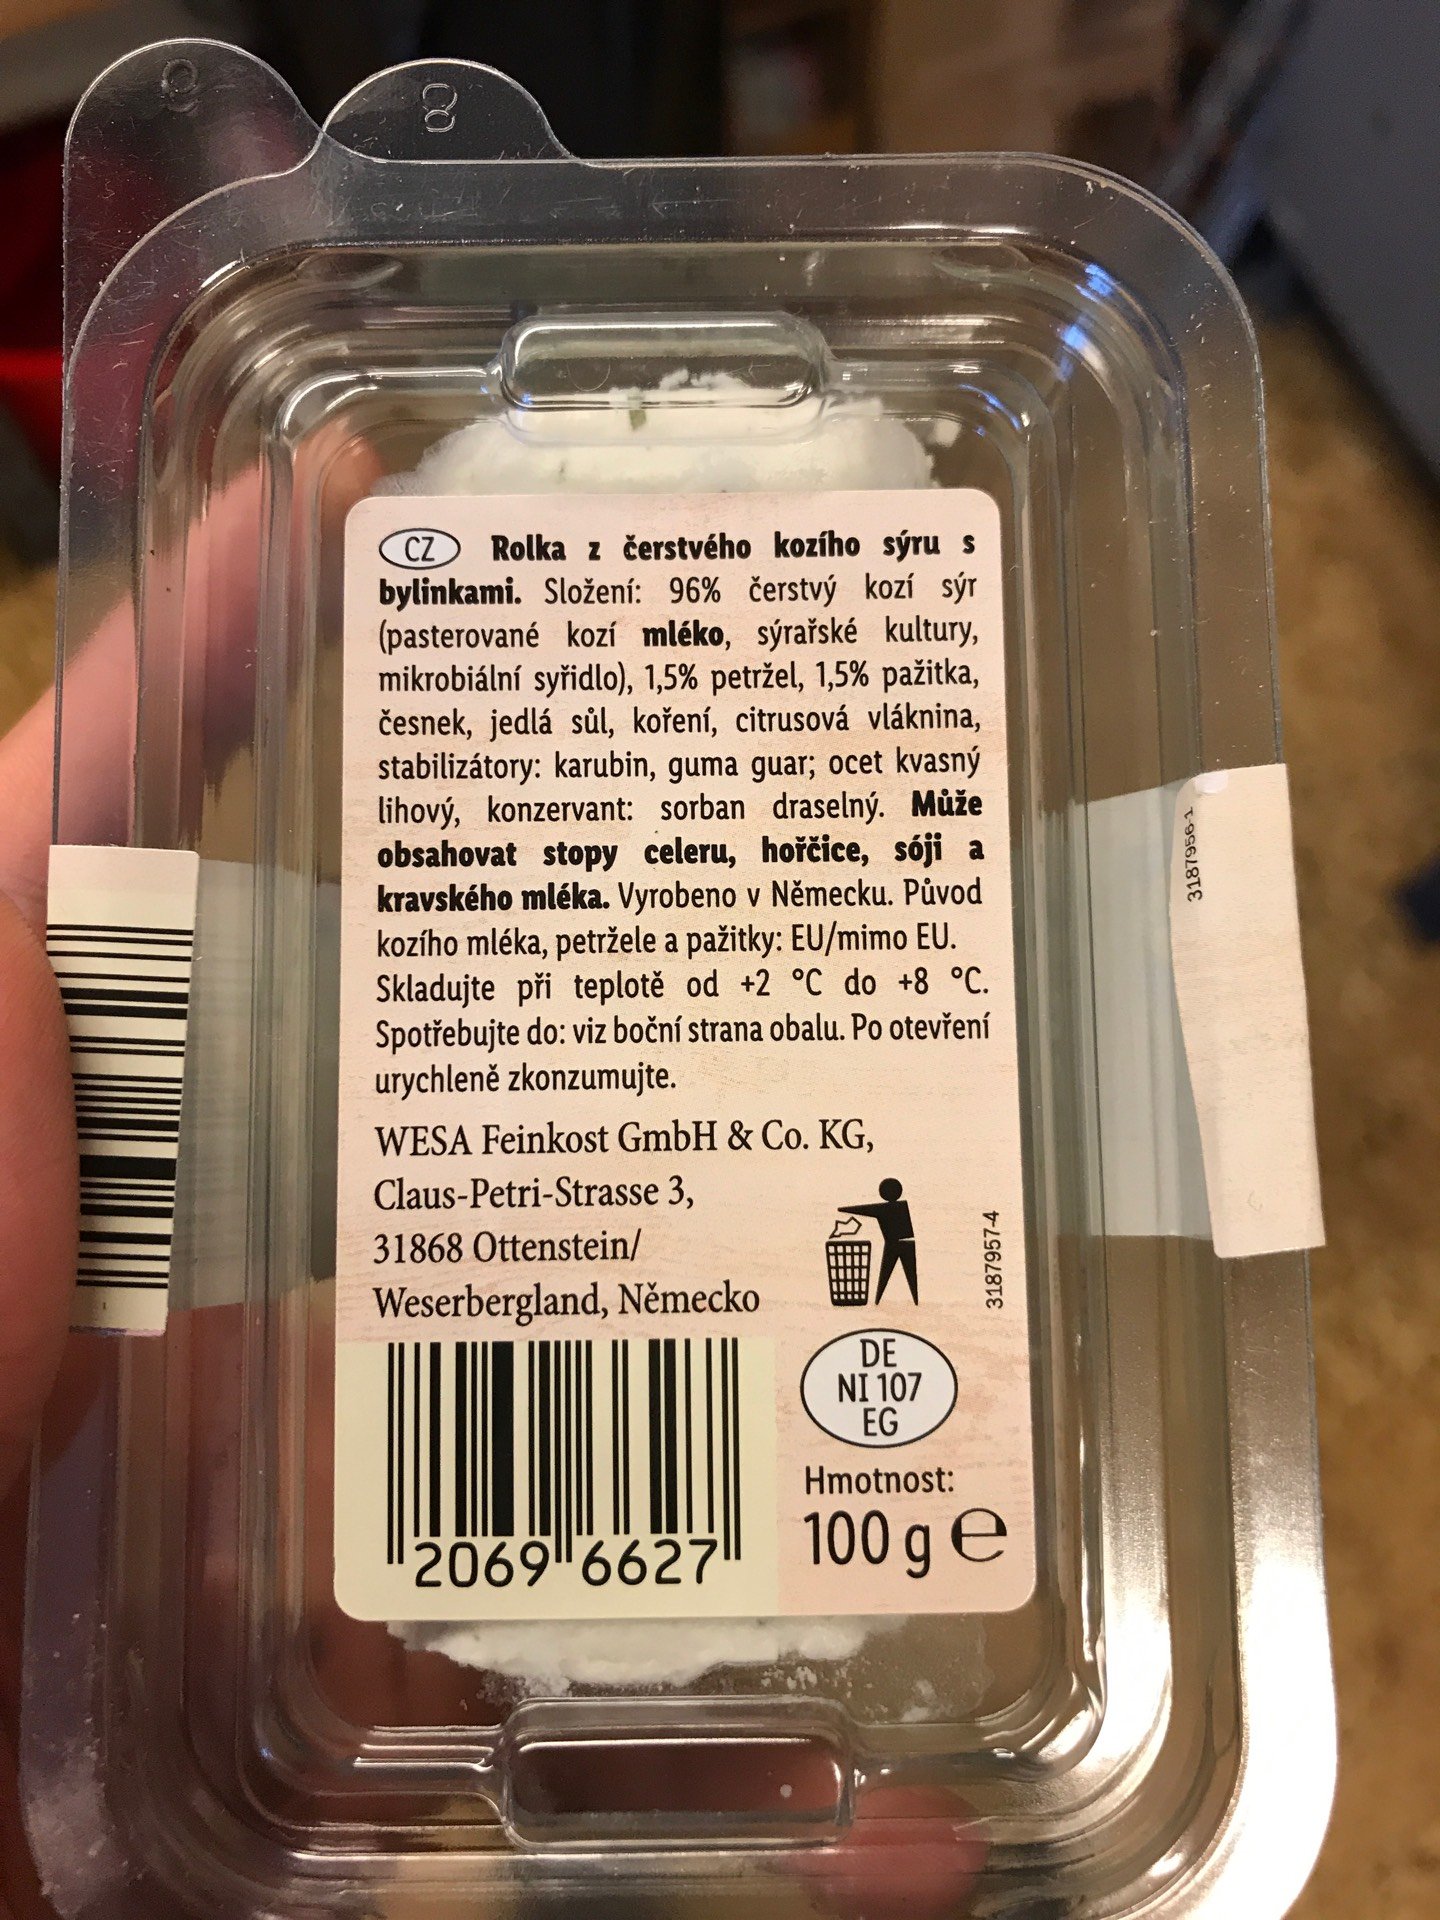 8
CZ Rolka z čerstvého kozího sýru s
bylinkami. Složení: 96% čerstvý kozí sýr
(pasterované kozí mléko, sýrařské kultury,
mikrobiální syřidlo), 1,5% petržel, 1,5% pažitka,
česnek, jedlá sůl, koření, citrusová vláknina,
stabilizátory: karubin, guma guar; ocet kvasný
lihový, konzervant: sorban draselný. Může
obsahovat stopy celeru, hořčice, sóji a
kravského mléka. Vyrobeno v Německu. Původ
kozího mléka, petržele a pažitky: EU/mimo EU.
Skladujte při teplotě od +2 °C do +8 °C.
Spotřebujte do: viz boční strana obalu. Po otevření
urychleně zkonzumujte.
WESA Feinkost GmbH & Co. KG,
Claus-Petri-Strasse 3,
31868 Ottenstein/
Weserbergland, Německo
3187957-4
3187956-1
DE
NI 107
EG
Hmotnost:
100 g e
2069 6627